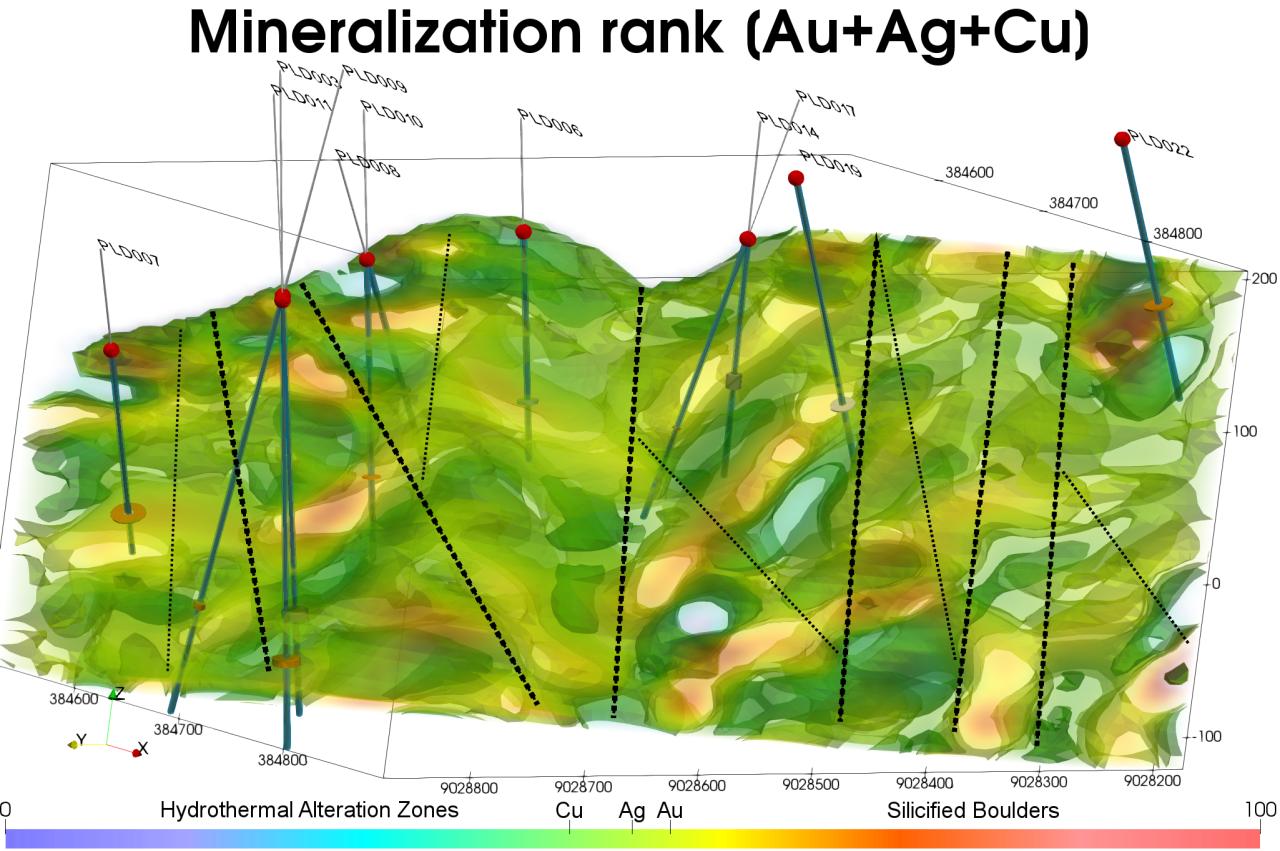 Mineralization rank (Au+Ag+Cu)
PLD003
PLD009
PLD011
PLD010
PLD006
PLD017
PLD014
PLD008
PLD019
PLD022
PLD007
384600
384700
384800
200
100
0
-100
384600
384700
384800
Z
Y
X
9028800
9028700
9028600
9028500
9028400
9028300
9028200
0 Hydrothermal Alteration Zones Cu Ag Au Silicified Boulders 100